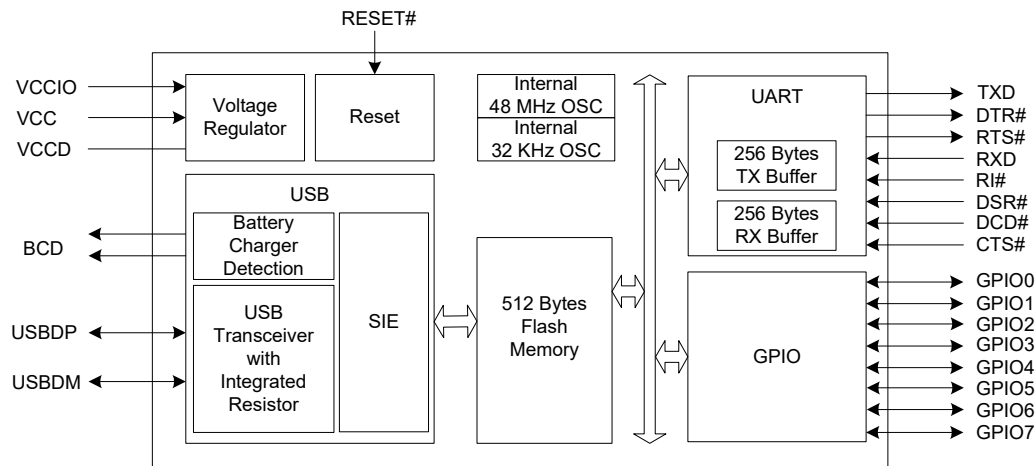 RESET#
VCCIO
VCC
VCCD
Voltage
Regulator
Reset
Internal
48 MHz OSC
Internal
32 KHz OSC
UART
256 Bytes
TX Buffer
256 Bytes
RX Buffer
TXD
DTR#
RTS#
RXD
RI#
DSR#
DCD#
CTS#
USB
Battery
Charger
Detection
BCD
USB
Transceiver
with
Integrated
Resistor
SIE
USBDP
USBDM
512 Bytes
Flash
Memory
GPIO
GPIO0
GPIO1
GPIO2
GPIO3
GPIO4
GPIO5
GPIO6
GPIO7